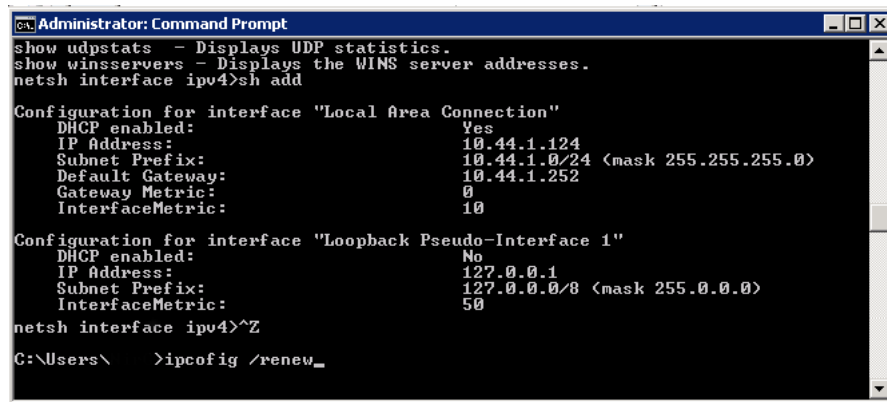 Administrator: Command Prompt
show udpstats - Displays UDP statistics.
show winsservers - Displays the WINS server addresses.
netsh interface ipv4>sh add
Configuration for interface "Local Area Connection"
DHCP enabled: Yes
IP Address: 10.44.1.124
Subnet Prefix: 10.44.1.0/24 (mask 255.255.255.0)
Default Gateway: 10.44.1.252
Gateway Metric: 0
InterfaceMetric: 10
Configuration for interface "Loopback Pseudo-Interface 1"
DHCP enabled: No
IP Address: 127.0.0.1
Subnet Prefix: 127.0.0.0/8 (mask 255.0.0.0)
InterfaceMetric: 50
netsh interface ipv4>^Z
C:\Users\ >ipcofig /renew_